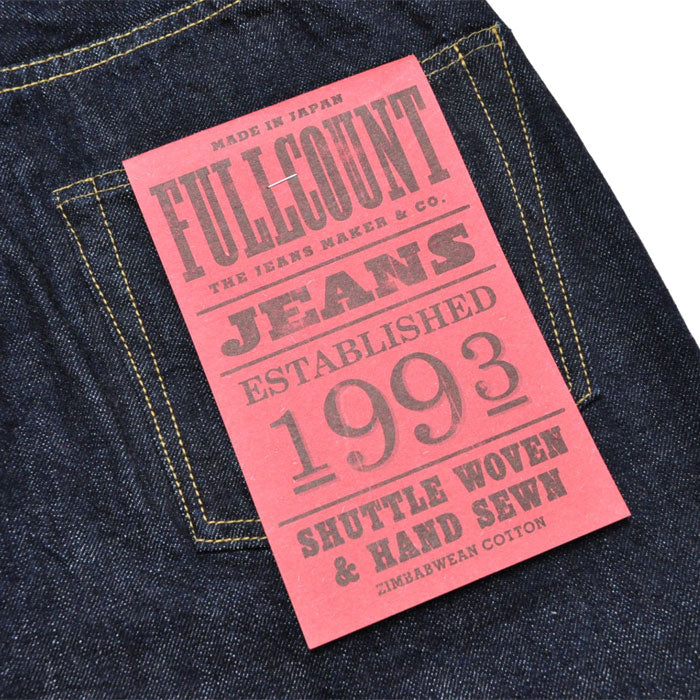 MADE IN JAPAN
FULLCOUNT
THE JEANS MAKER & CO.
JEANS
ESTABLISHED
1993
SHUTTLE WOVEN
& HAND SEWN
ZIMBABWEAN COTTON